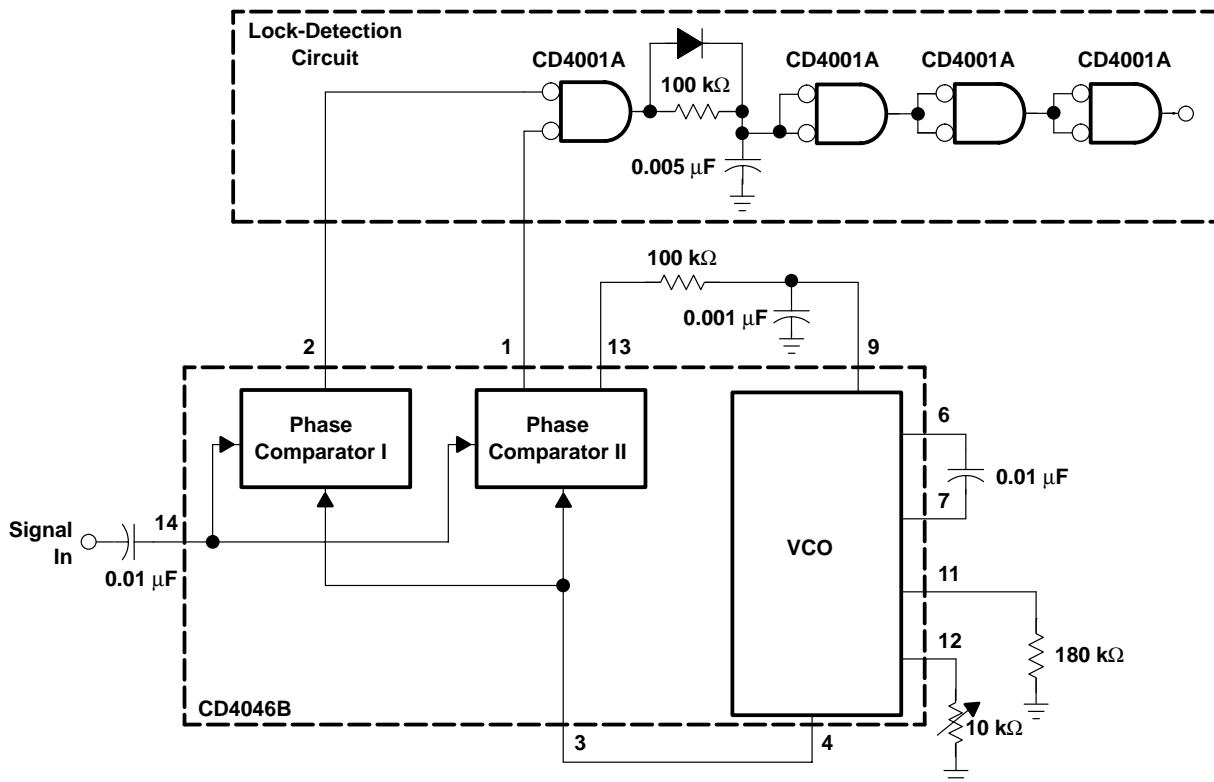 Lock-Detection
Circuit
CD4001A
100 kΩ
CD4001A
CD4001A
CD4001A
0.005 μF
100 kΩ
0.001 μF
2
1
13
9
Phase
Comparator I
Phase
Comparator II
6
0.01 μF
7
Signal
In
14
0.01 μF
VCO
11
12
180 kΩ
CD4046B
10 kΩ
3
4